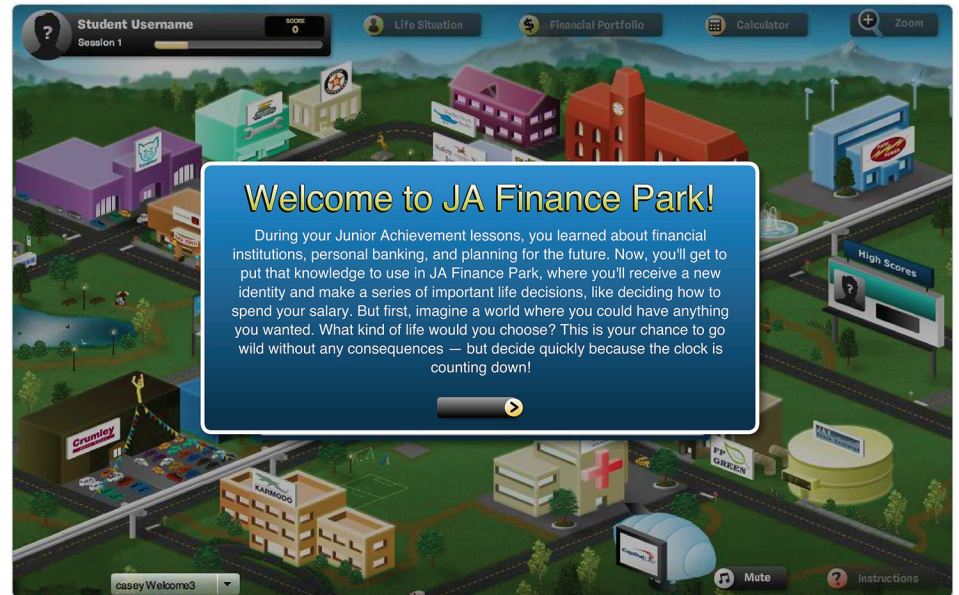 Student Username
SCORE
0
Session 1
Life Situation
Financial Portfolio
Calculator
Zoom
Welcome to JA Finance Park!
During your Junior Achievement lessons, you learned about financial
institutions, personal banking, and planning for the future. Now, you'll get to
put that knowledge to use in JA Finance Park, where you'll receive a new
identity and make a series of important life decisions, like deciding how to
spend your salary. But first, imagine a world where you could have anything
you wanted. What kind of life would you choose? This is your chance to go
wild without any consequences — but decide quickly because the clock is
counting down!
High Scores
Crumley
KARMODO
FP
GREEN
JAX
Capital One
casey Welcome3
Mute
Instructions